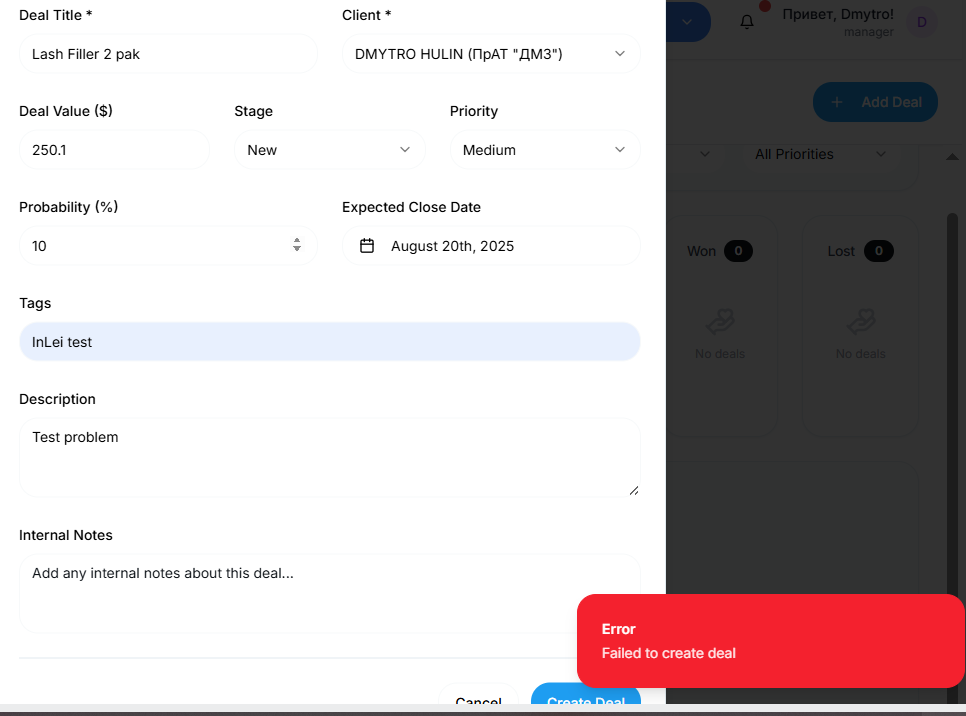 Deal Title *
Client *
Привет, Dmytro!
manager
D
Lash Filler 2 pak
DMYTRO HULIN (ПрАТ "ДМЗ")
Add Deal
Deal Value ($)
Stage
Priority
250.1
New
Medium
All Priorities
Probability (%)
Expected Close Date
10
August 20th, 2025
Won 0
Lost 0
Tags
InLei test
No deals
No deals
Description
Test problem
Internal Notes
Add any internal notes about this deal...
Error
Failed to create deal
Cancel
Create Deal